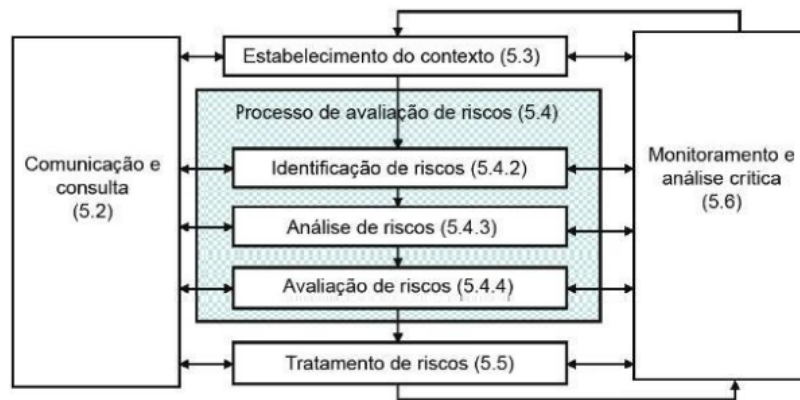 Estabelecimento do contexto (5.3)
Processo de avaliação de riscos (5.4)
Comunicação e
consulta
(5.2)
Identificação de riscos (5.4.2)
Análise de riscos (5.4.3)
Avaliação de riscos (5.4.4)
Tratamento de riscos (5.5)
Monitoramento e
análise crítica
(5.6)